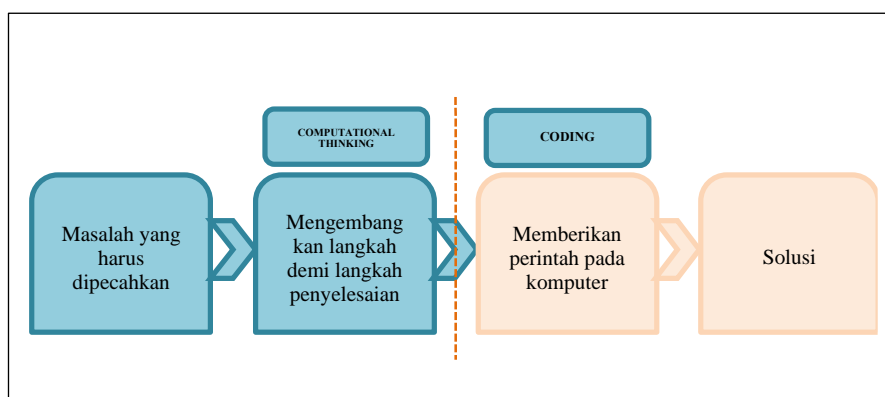 COMPUTATIONAL
THINKING
CODING
Masalah yang
harus
dipecahkan
Mengembang
kan langkah
demi langkah
penyelesaian
Memberikan
perintah pada
komputer
Solusi